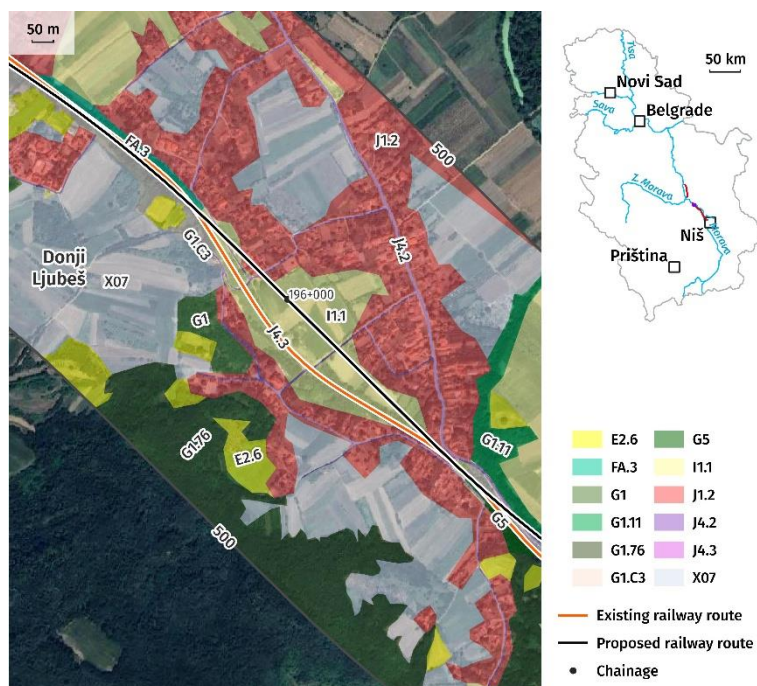 50 m
FA.3
J1.2
500
G1.C3
J4.2
Donji
Ljubeš
X07
196+000
I1.1
G1
J4.3
G1.76
E2.6
G1.11
G5
500
Tisa
50 km
Novi Sad
Belgrade
Sava
Z. Morava
J. Morava
Niš
Priština
E2.6
FA.3
G1
G1.11
G1.76
G1.C3
G5
I1.1
J1.2
J4.2
J4.3
X07
Existing railway route
Proposed railway route
Chainage